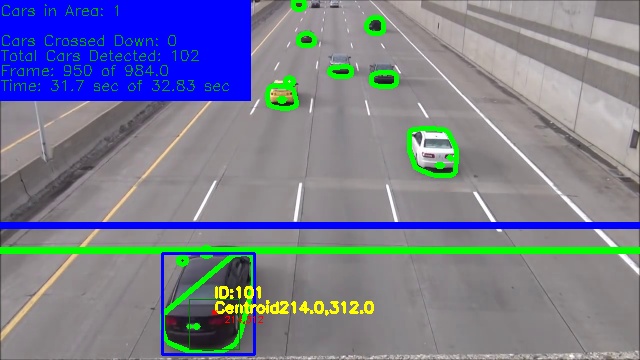 Cars in Area: 1
Cars Crossed Down: 0
Total Cars Detected: 102
Frame: 950 of 984.0
Time: 31.7 sec of 32.83 sec
ID:101
Centroid214.0,312.0